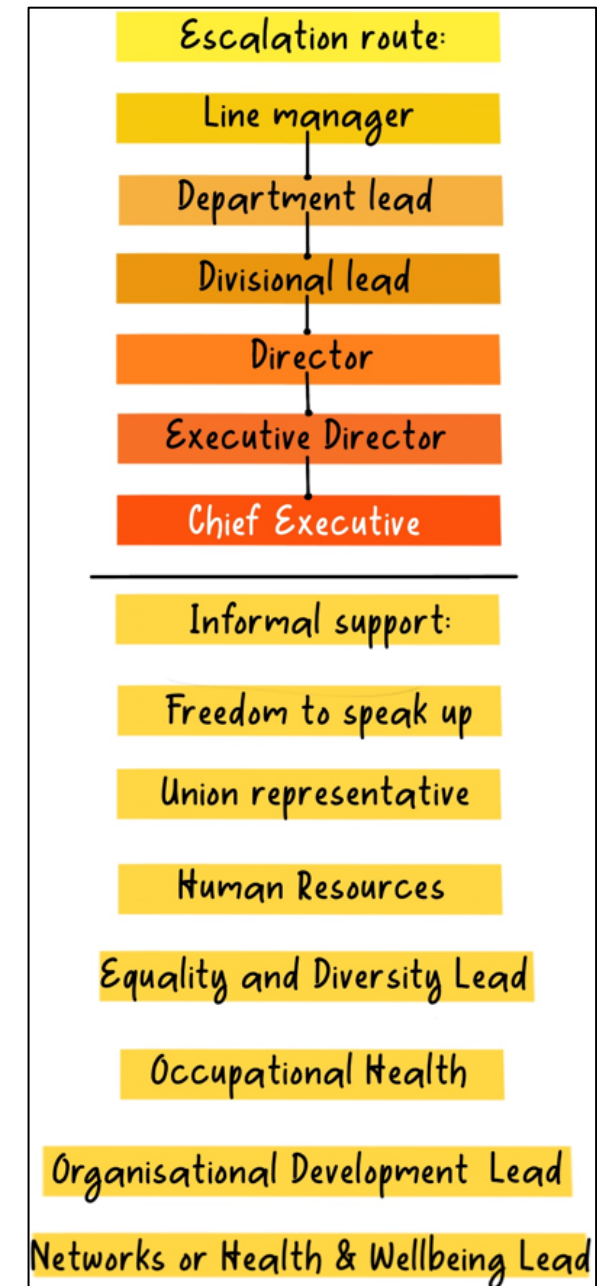 Escalation route:
Line manager
Department lead
Divisional lead
Director
Executive Director
Chief Executive
Informal support:
Freedom to speak up
Union representative
Human Resources
Equality and Diversity Lead
Occupational Health
Organisational Development Lead
Networks or Health & Wellbeing Lead